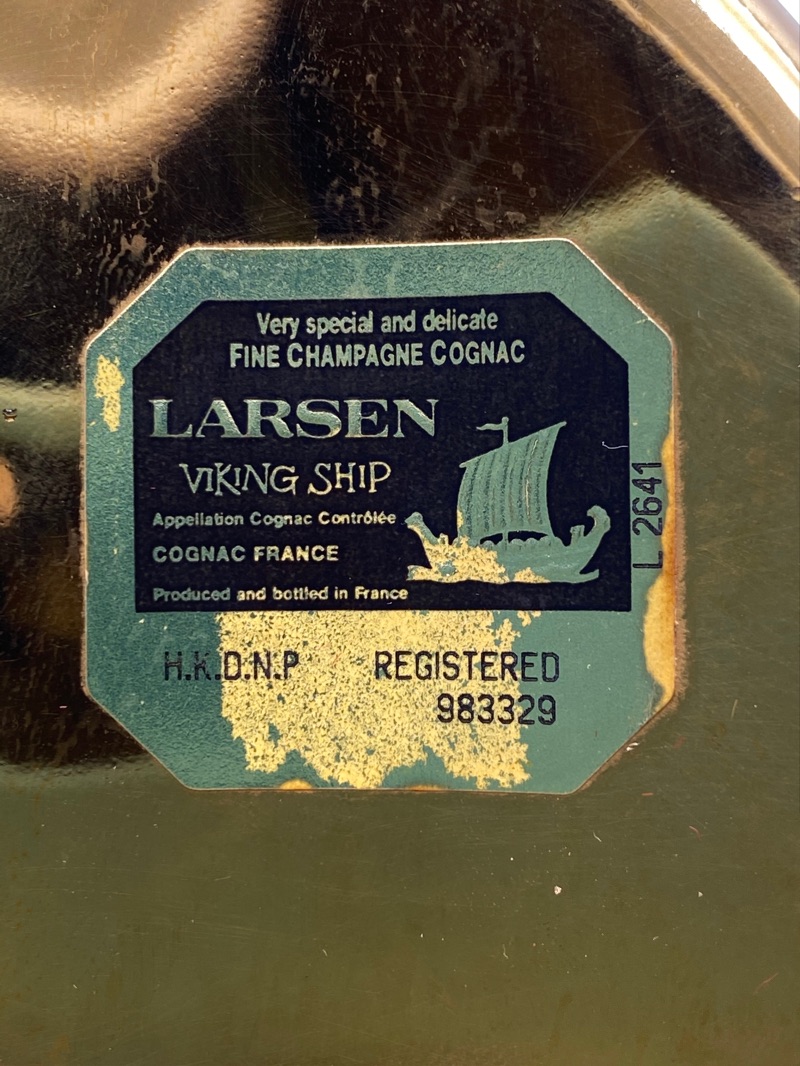 Very special and delicate
FINE CHAMPAGNE COGNAC
LARSEN
VIKING SHIP
Appellation Cognac Contrôlée
COGNAC FRANCE
Produced and bottled in France
L 2641
H.K.D.N.P REGISTERED
983329